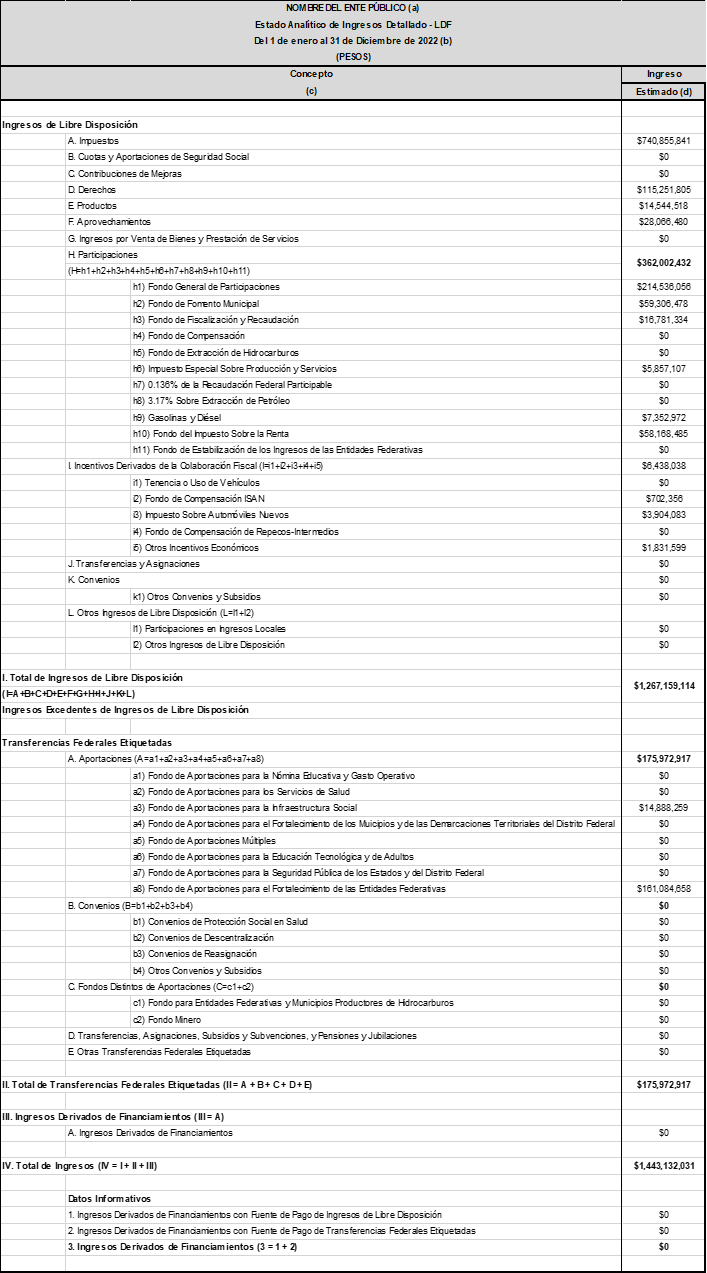 NOMBRE DEL ENTE PÚBLICO (a)
Estado Analítico de Ingresos Detallado - LDF
Del 1 de enero al 31 de Diciembre de 2022 (b)
(PESOS)
Concepto Ingreso
(c) Estimado (d)
Ingresos de Libre Disposición
A. Impuestos $740,855,841
B. Cuotas y Aportaciones de Seguridad Social $0
C. Contribuciones de Mejoras $0
D. Derechos $115,251,805
E. Productos $14,544,518
F. Aprovechamientos $28,066,480
G. Ingresos por Venta de Bienes y Prestación de Servicios $0
H. Participaciones $362,002,432
(H=h1+h2+h3+h4+h5+h6+h7+h8+h9+h10+h11)
h1) Fondo General de Participaciones $214,536,056
h2) Fondo de Fomento Municipal $59,306,478
h3) Fondo de Fiscalización y Recaudación $16,781,334
h4) Fondo de Compensación $0
h5) Fondo de Extracción de Hidrocarburos $0
h6) Impuesto Especial Sobre Producción y Servicios $5,857,107
h7) 0.136% de la Recaudación Federal Participable $0
h8) 3.17% Sobre Extracción de Petróleo $0
h9) Gasolinas y Diésel $7,352,972
h10) Fondo del Impuesto Sobre la Renta $58,168,485
h11) Fondo de Estabilización de los Ingresos de las Entidades Federativas $0
I. Incentivos Derivados de la Colaboración Fiscal (I=i1+i2+i3+i4+i5) $6,438,038
i1) Tenencia o Uso de Vehículos $0
i2) Fondo de Compensación ISAN $702,356
i3) Impuesto Sobre Automóviles Nuevos $3,904,083
i4) Fondo de Compensación de Repecos-Intermedios $0
i5) Otros Incentivos Económicos $1,831,599
J. Transferencias y Asignaciones $0
K. Convenios $0
k1) Otros Convenios y Subsidios $0
L. Otros Ingresos de Libre Disposición (L=l1+l2)
l1) Participaciones en Ingresos Locales $0
l2) Otros Ingresos de Libre Disposición $0
I. Total de Ingresos de Libre Disposición $1,267,159,114
(I=A+B+C+D+E+F+G+H+I+J+K+L)
Ingresos Excedentes de Ingresos de Libre Disposición
Transferencias Federales Etiquetadas
A. Aportaciones (A=a1+a2+a3+a4+a5+a6+a7+a8) $175,972,917
a1) Fondo de Aportaciones para la Nómina Educativa y Gasto Operativo $0
a2) Fondo de Aportaciones para los Servicios de Salud $0
a3) Fondo de Aportaciones para la Infraestructura Social $14,888,259
a4) Fondo de Aportaciones para el Fortalecimiento de los Muicipios y de las Demarcaciones Territoriales del Distrito Federal $0
a5) Fondo de Aportaciones Múltiples $0
a6) Fondo de Aportaciones para la Educación Tecnológica y de Adultos $0
a7) Fondo de Aportaciones para la Seguridad Pública de los Estados y del Distrito Federal $0
a8) Fondo de Aportaciones para el Fortalecimiento de las Entidades Federativas $161,084,658
B. Convenios (B=b1+b2+b3+b4) $0
b1) Convenios de Protección Social en Salud $0
b2) Convenios de Descentralización $0
b3) Convenios de Reasignación $0
b4) Otros Convenios y Subsidios $0
C. Fondos Distintos de Aportaciones (C=c1+c2) $0
c1) Fondo para Entidades Federativas y Municipios Productores de Hidrocarburos $0
c2) Fondo Minero $0
D. Transferencias, Asignaciones, Subsidios y Subvenciones, y Pensiones y Jubilaciones $0
E. Otras Transferencias Federales Etiquetadas $0
II. Total de Transferencias Federales Etiquetadas (II = A + B + C + D + E) $175,972,917
III. Ingresos Derivados de Financiamientos (III = A)
A. Ingresos Derivados de Financiamientos $0
IV. Total de Ingresos (IV = I + II + III) $1,443,132,031
Datos Informativos
1. Ingresos Derivados de Financiamientos con Fuente de Pago de Ingresos de Libre Disposición $0
2. Ingresos Derivados de Financiamientos con Fuente de Pago de Transferencias Federales Etiquetadas $0
3. Ingresos Derivados de Financiamientos (3 = 1 + 2) $0